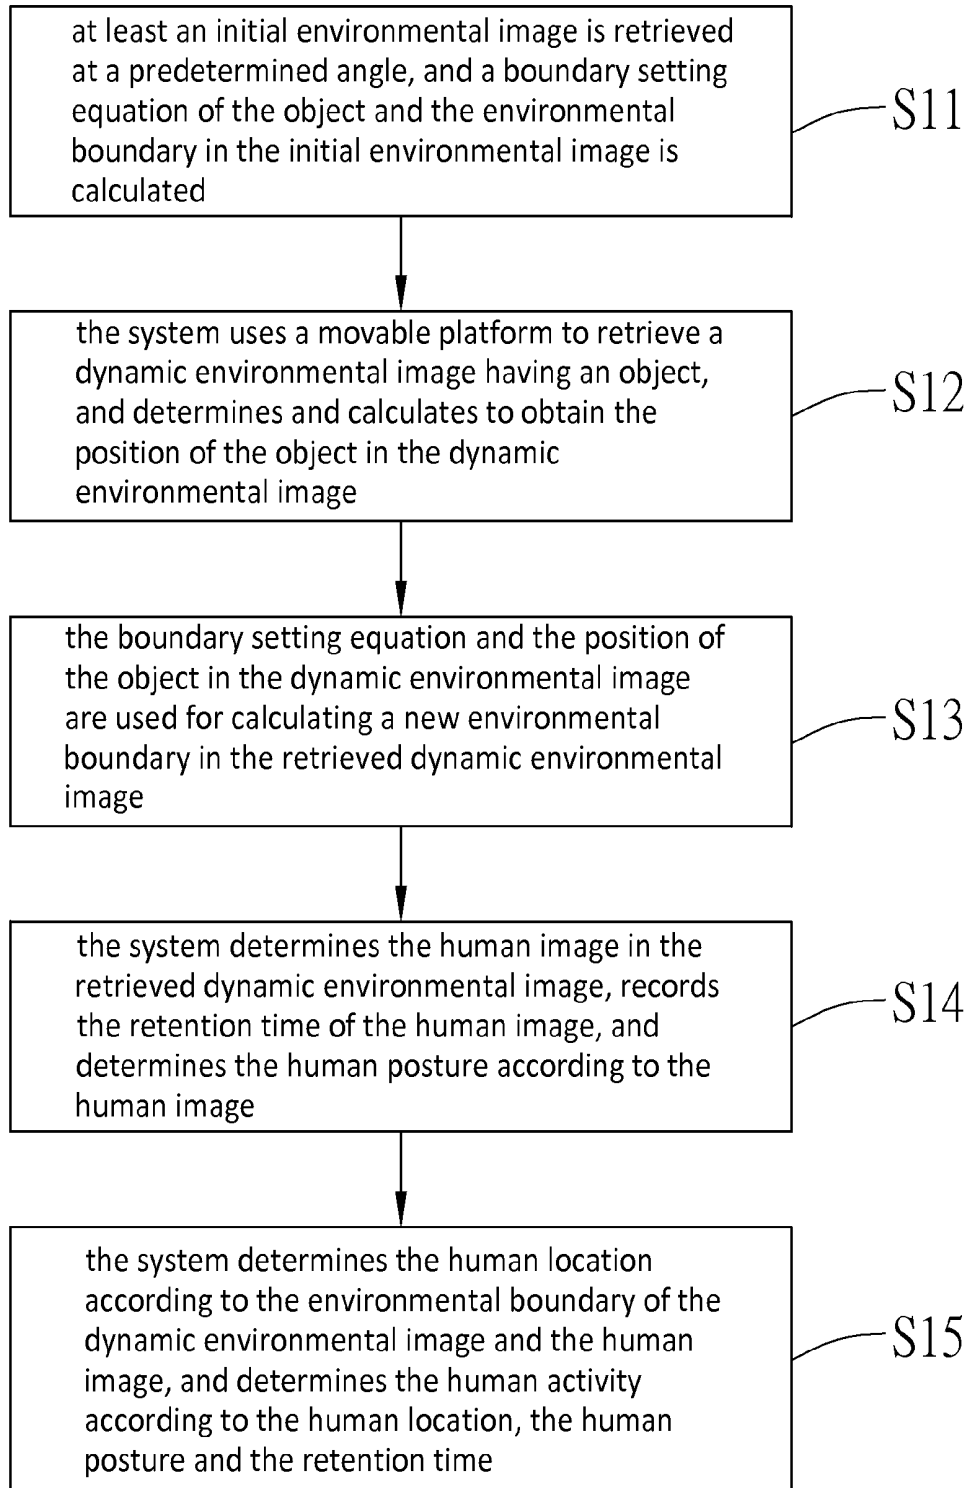 at least an initial environmental image is retrieved
at a predetermined angle, and a boundary setting
equation of the object and the environmental
boundary in the initial environmental image is
calculated
S11
the system uses a movable platform to retrieve a
dynamic environmental image having an object,
and determines and calculates to obtain the
position of the object in the dynamic
environmental image
S12
the boundary setting equation and the position of
the object in the dynamic environmental image
are used for calculating a new environmental
boundary in the retrieved dynamic environmental
image
S13
the system determines the human image in the
retrieved dynamic environmental image, records
the retention time of the human image, and
determines the human posture according to the
human image
S14
the system determines the human location
according to the environmental boundary of the
dynamic environmental image and the human
image, and determines the human activity
according to the human location, the human
posture and the retention time
S15